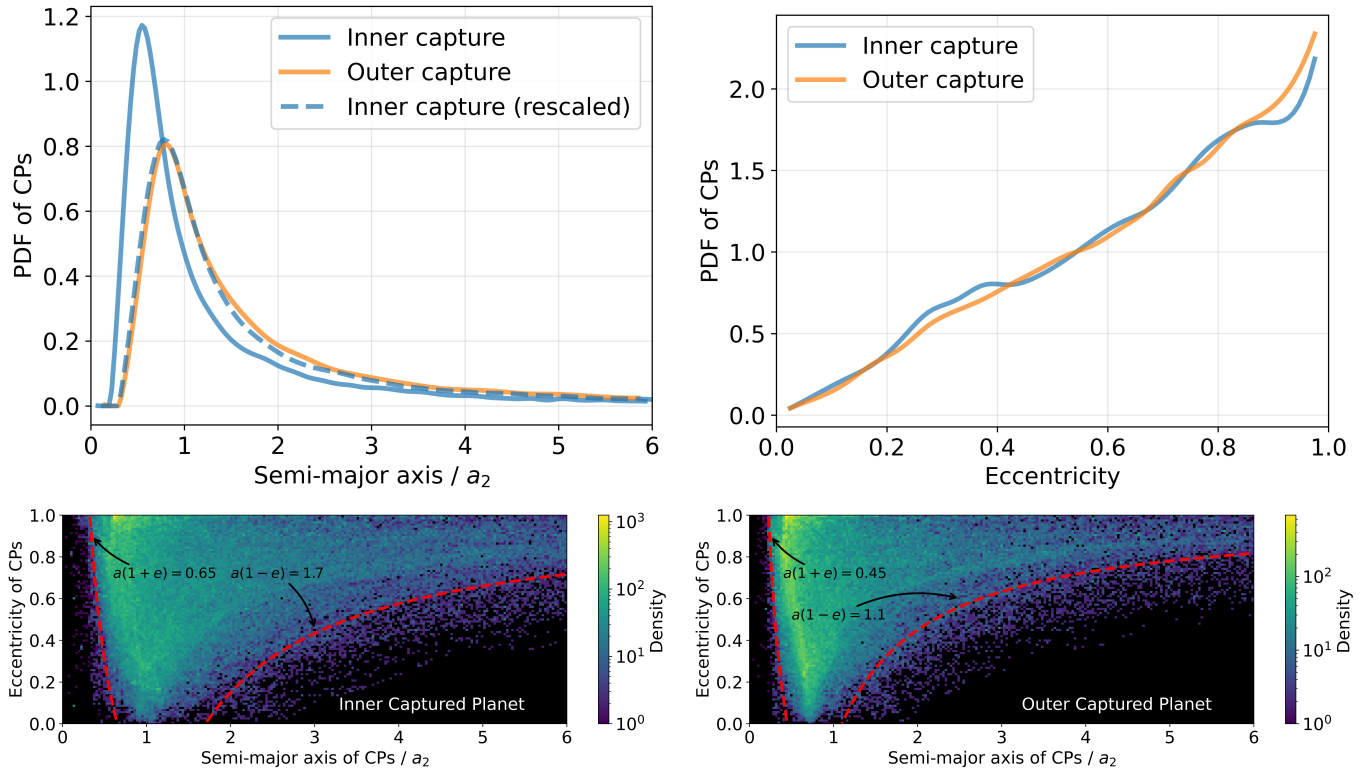 PDF of CPs
1.2
1.0
0.8
0.6
0.4
0.2
0.0
Inner capture
Outer capture
Inner capture (rescaled)
0 1 2 3 4 5 6
Semi-major axis / a₂
PDF of CPs
2.0
1.5
1.0
0.5
0.0
Inner capture
Outer capture
0.0 0.2 0.4 0.6 0.8 1.0
Eccentricity
Eccentricity of CPs
1.0
0.8
0.6
0.4
0.2
0.0
a(1 + e) = 0.65
a(1 − e) = 1.7
Inner Captured Planet
0 1 2 3 4 5 6
Semi-major axis of CPs / a₂
10³
10²
10¹
10⁰
Density
Eccentricity of CPs
1.0
0.8
0.6
0.4
0.2
0.0
a(1 + e) = 0.45
a(1 − e) = 1.1
Outer Captured Planet
0 1 2 3 4 5 6
Semi-major axis of CPs / a₂
10²
10¹
10⁰
Density